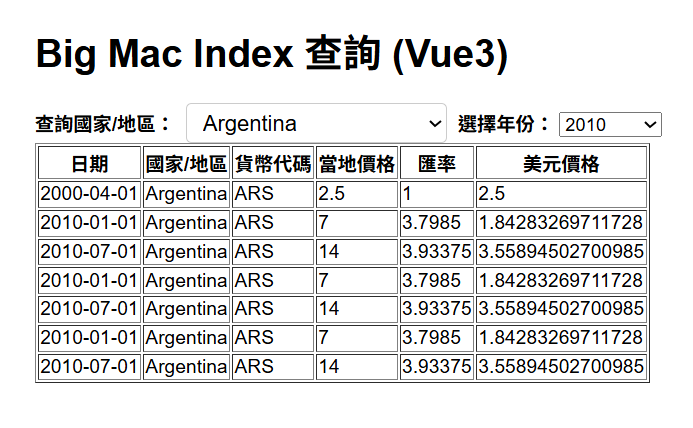 Big Mac Index 查詢 (Vue3)
查詢國家/地區： Argentina 選擇年份： 2010
日期 國家/地區 貨幣代碼 當地價格 匯率 美元價格
2000-04-01 Argentina ARS 2.5 1 2.5
2010-01-01 Argentina ARS 7 3.7985 1.84283269711728
2010-07-01 Argentina ARS 14 3.93375 3.55894502700985
2010-01-01 Argentina ARS 7 3.7985 1.84283269711728
2010-07-01 Argentina ARS 14 3.93375 3.55894502700985
2010-01-01 Argentina ARS 7 3.7985 1.84283269711728
2010-07-01 Argentina ARS 14 3.93375 3.55894502700985